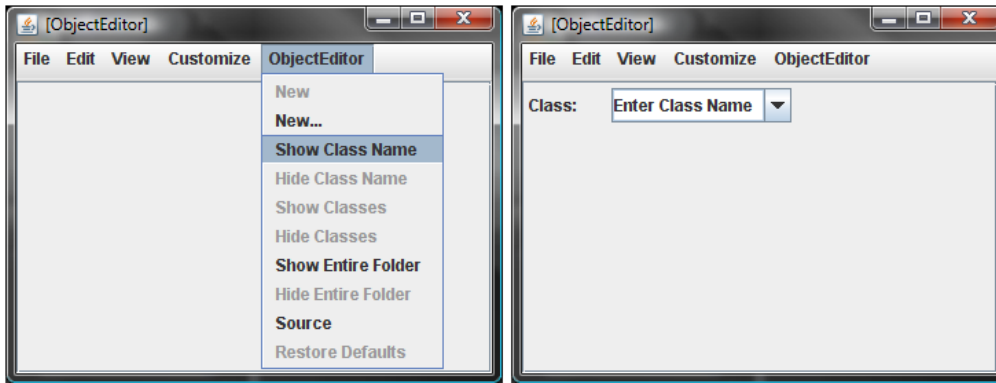 [ObjectEditor]
File Edit View Customize ObjectEditor
New
New...
Show Class Name
Hide Class Name
Show Classes
Hide Classes
Show Entire Folder
Hide Entire Folder
Source
Restore Defaults
[ObjectEditor]
File Edit View Customize ObjectEditor
Class: Enter Class Name